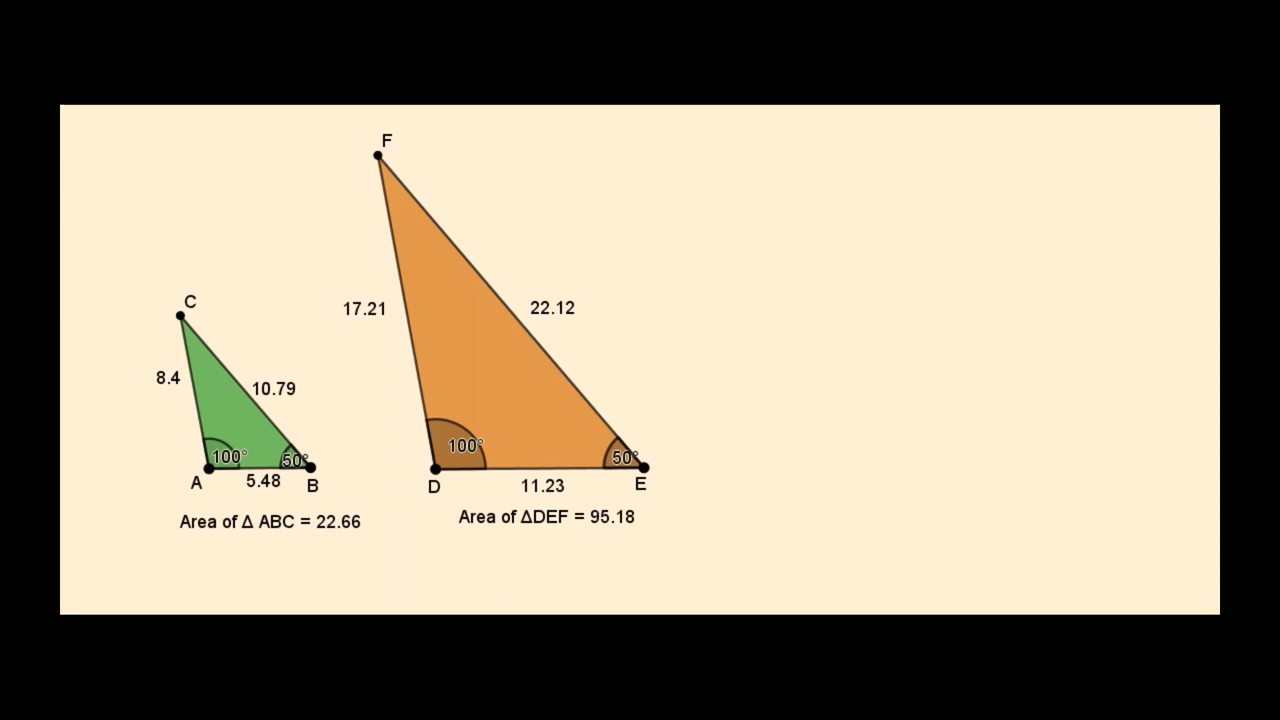 F
C
17.21
22.12
8.4
10.79
100°
50°
100°
50°
A
5.48
B
D
11.23
E
Area of Δ ABC = 22.66
Area of ΔDEF = 95.18